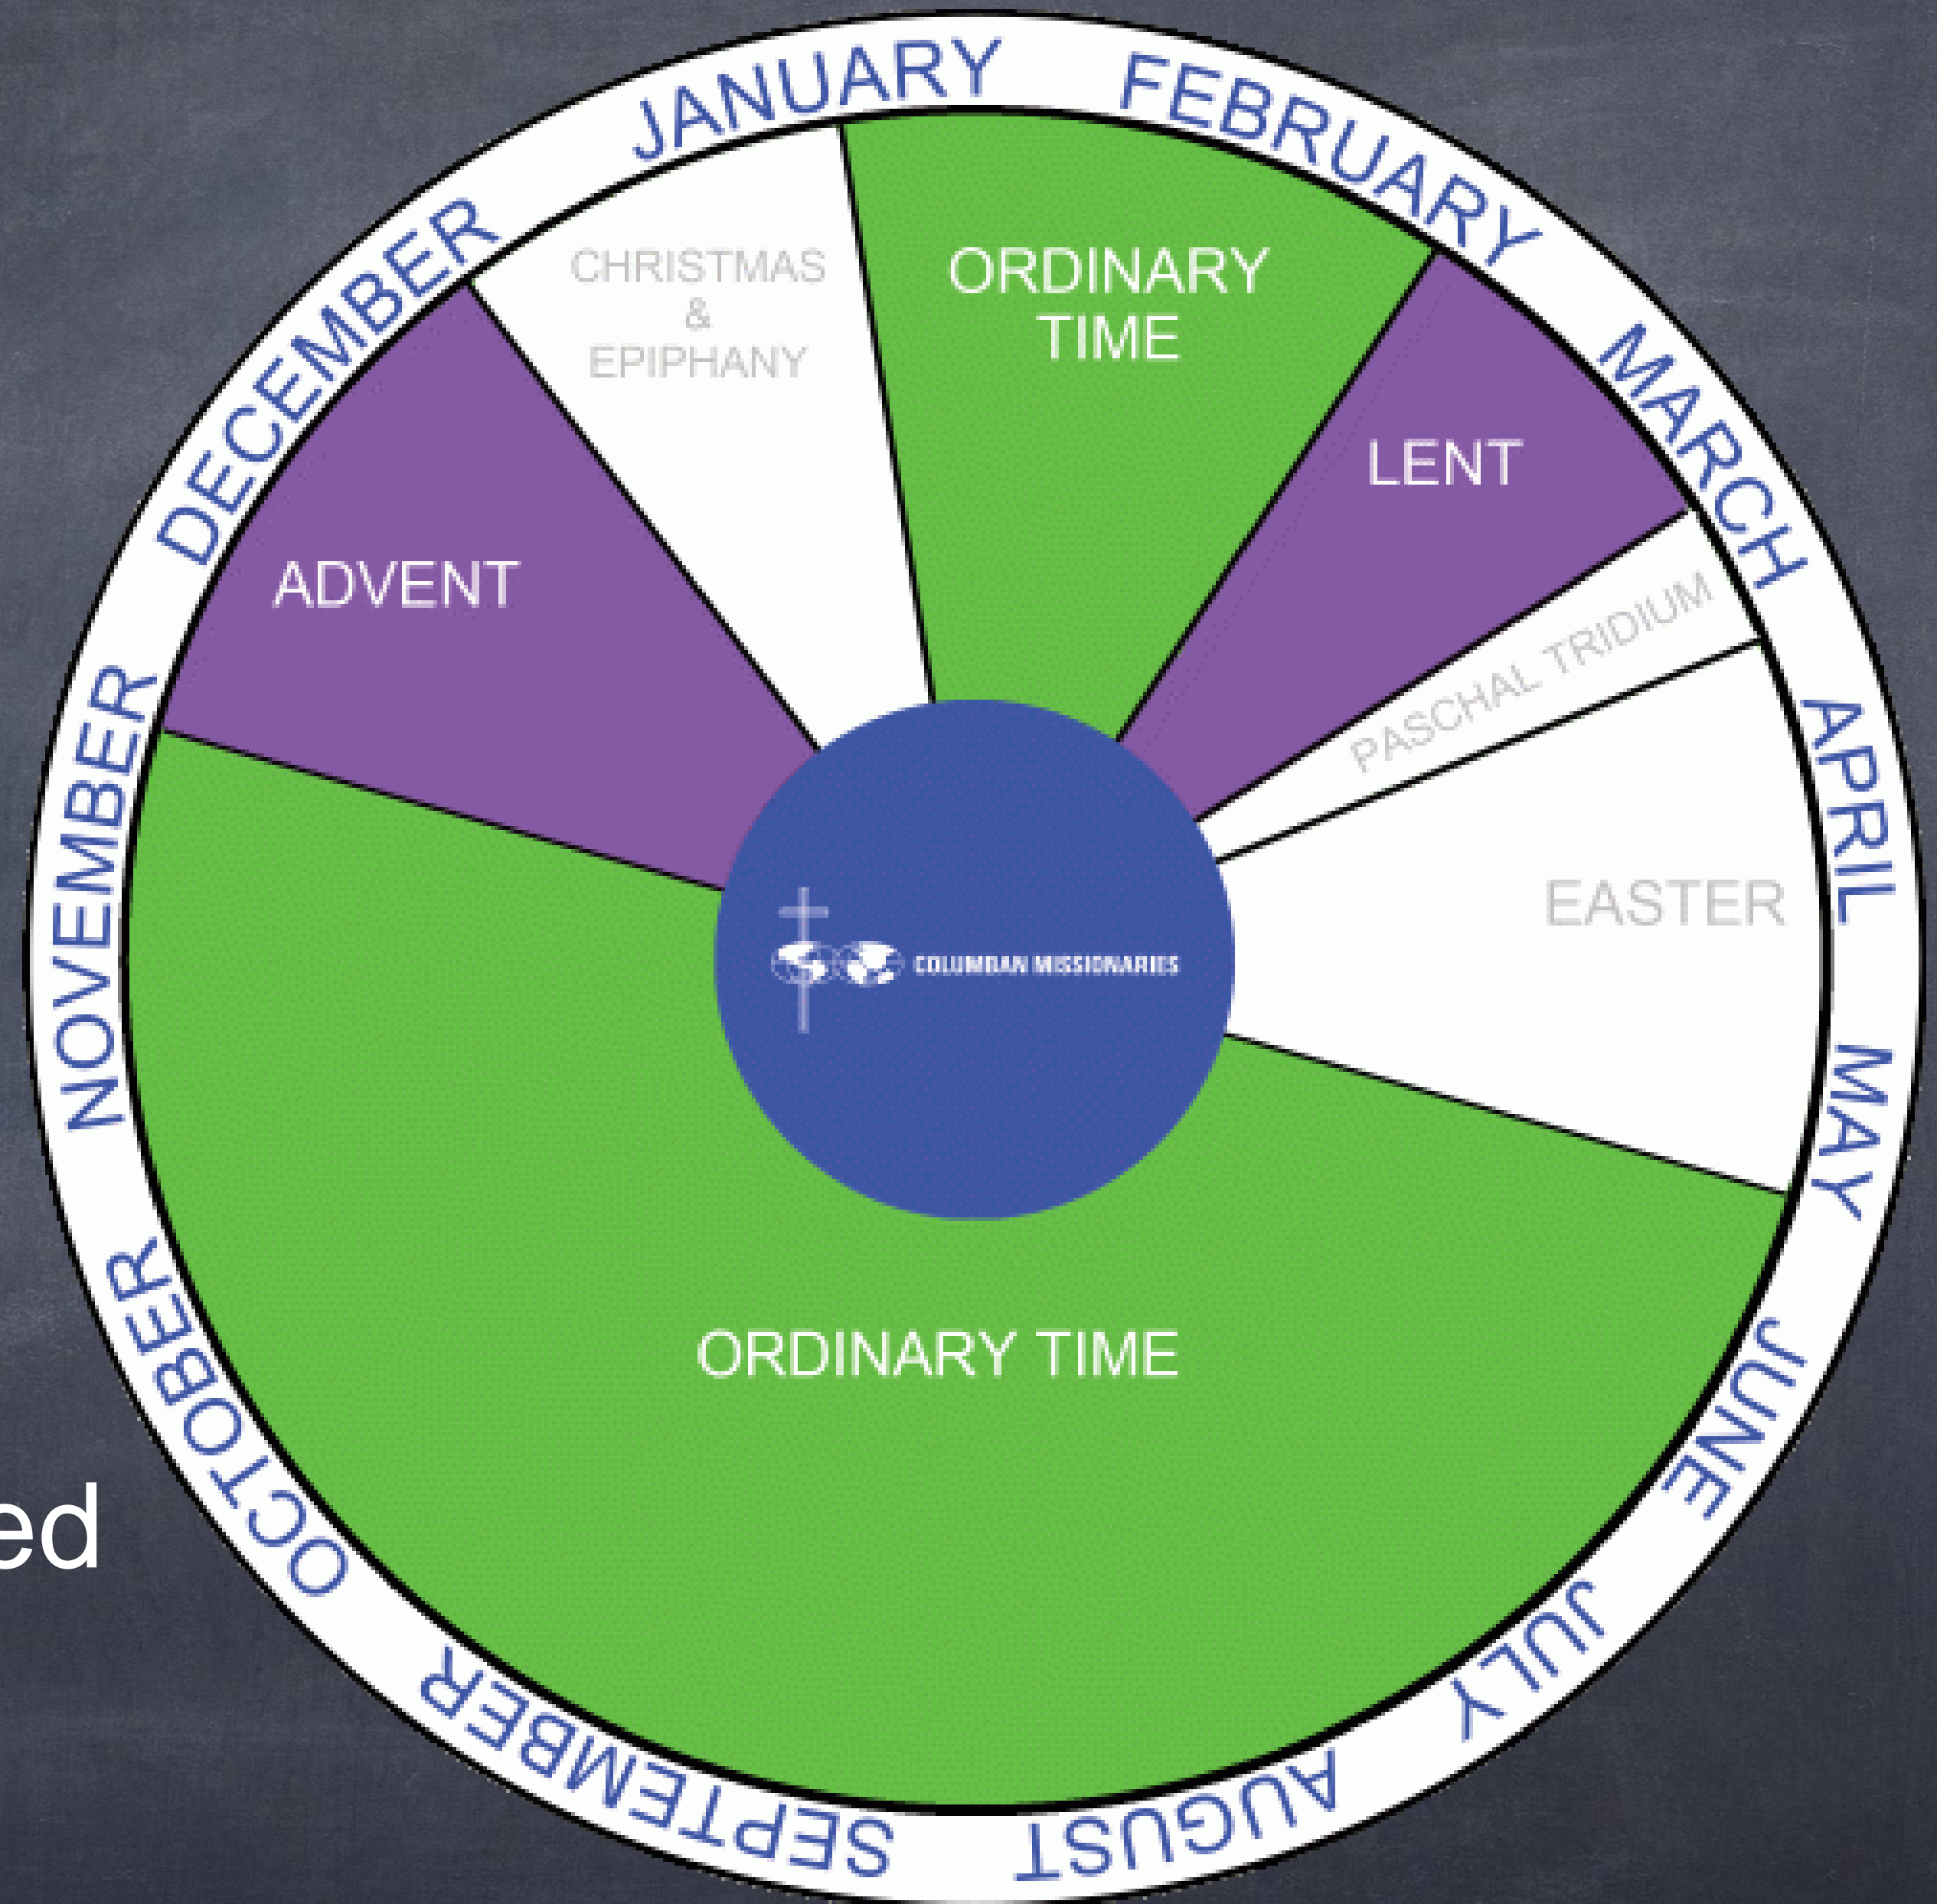 JANUARY
FEBRUARY
MARCH
APRIL
MAY
JUNE
JULY
AUGUST
SEPTEMBER
OCTOBER
NOVEMBER
DECEMBER
CHRISTMAS
&
EPIPHANY
ORDINARY
TIME
LENT
PASCHAL TRIDIUM
EASTER
ORDINARY TIME
ADVENT
COLUMBAN MISSIONARIES
ed